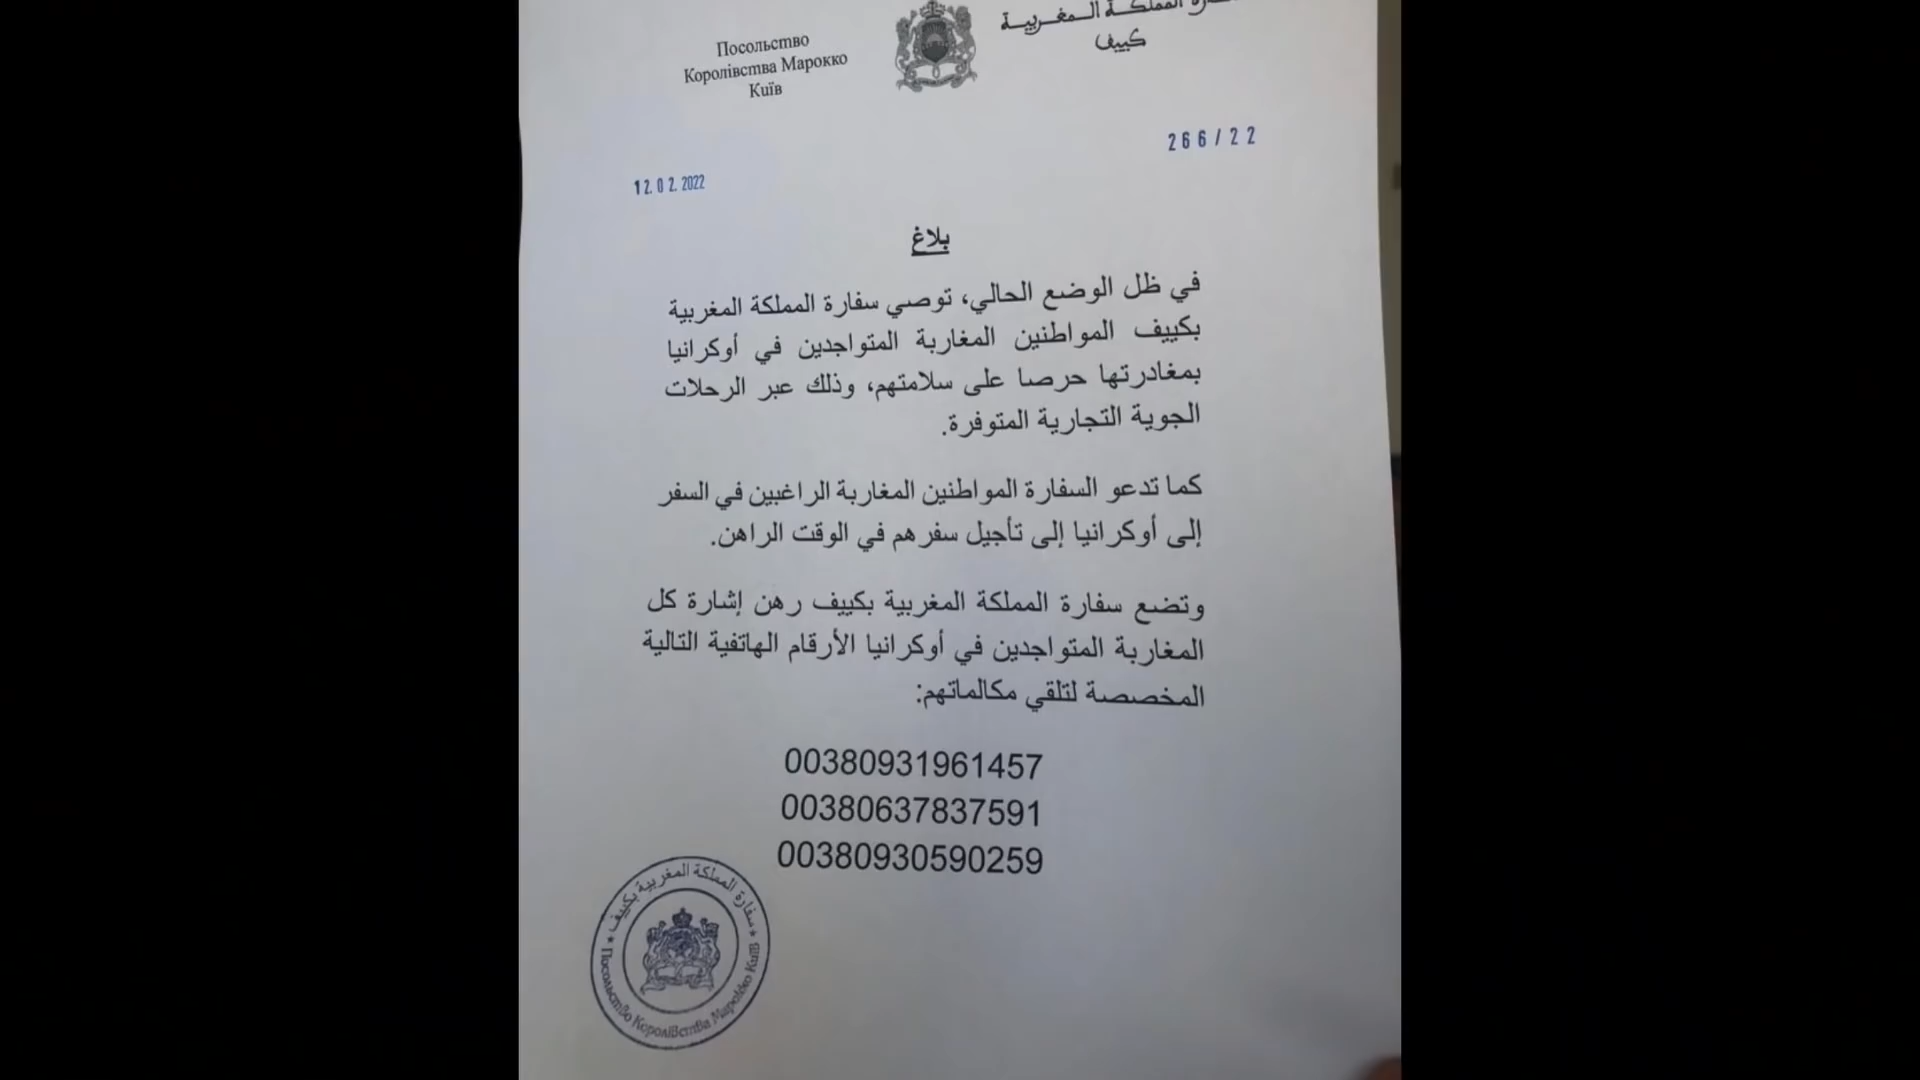 Посольство
Королівства Марокко
Київ
المملكة المغربية
كييف
266/22
12.02.2022
بلاغ
في ظل الوضع الحالي، توصي سفارة المملكة المغربية
بكييف المواطنين المغاربة المتواجدين في أوكرانيا
بمغادرتها حرصا على سلامتهم، وذلك عبر الرحلات
الجوية التجارية المتوفرة.
كما تدعو السفارة المواطنين المغاربة الراغبين في السفر
إلى أوكرانيا إلى تأجيل سفرهم في الوقت الراهن.
وتضع سفارة المملكة المغربية بكييف رهن إشارة كل
المغاربة المتواجدين في أوكرانيا الأرقام الهاتفية التالية
المخصصة لتلقي مكالماتهم:
00380931961457
00380637837591
00380930590259
سفارة المملكة المغربية بكييف
Посольство Королівства Марокко Київ